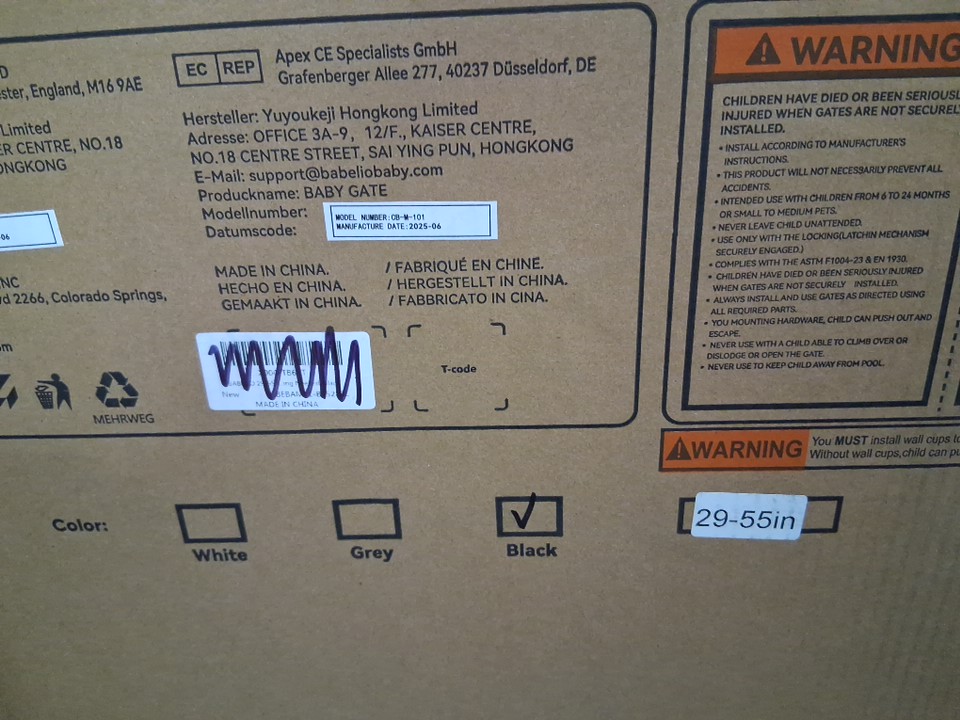 D
ster, England, M16 9AE
Limited
ER CENTRE, NO.18
ONGKONG
-06
NC
vd 2266, Colorado Springs,
om
MEHRWEG
EC REP
Apex CE Specialists GmbH
Grafenberger Allee 277, 40237 Düsseldorf, DE
Hersteller: Yuyoukeji Hongkong Limited
Adresse: OFFICE 3A-9, 12/F., KAISER CENTRE,
NO.18 CENTRE STREET, SAI YING PUN, HONGKONG
E-Mail: support@babeliobaby.com
Produckname: BABY GATE
Modellnumber:
Datumscode:
MODEL NUMBER:CB-M-101
MANUFACTURE DATE:2025-06
MADE IN CHINA. / FABRIQUÉ EN CHINE.
HECHO EN CHINA. / HERGESTELLT IN CHINA.
GEMAAKT IN CHINA. / FABBRICATO IN CINA.
New
MADE IN CHINA
T-code
WARNING
CHILDREN HAVE DIED OR BEEN SERIOUSL
INJURED WHEN GATES ARE NOT SECURELY
INSTALLED.
• INSTALL ACCORDING TO MANUFACTURER'S
INSTRUCTIONS.
• THIS PRODUCT WILL NOT NECESSARILY PREVENT ALL
ACCIDENTS.
• INTENDED USE WITH CHILDREN FROM 6 TO 24 MONTHS
OR SMALL TO MEDIUM PETS.
• NEVER LEAVE CHILD UNATTENDED.
• USE ONLY WITH THE LOCKING(LATCHIN MECHANISM
SECURELY ENGAGED.)
• COMPLIES WITH THE ASTM F1004-23 & EN 1930.
• CHILDREN HAVE DIED OR BEEN SERIOUSLY INJURED
WHEN GATES ARE NOT SECURELY INSTALLED.
• ALWAYS INSTALL AND USE GATES AS DIRECTED USING
ALL REQUIRED PARTS.
• YOU MOUNTING HARDWARE, CHILD CAN PUSH OUT AND
ESCAPE.
• NEVER USE WITH A CHILD ABLE TO CLIMB OVER OR
DISLODGE OR OPEN THE GATE.
• NEVER USE TO KEEP CHILD AWAY FROM POOL.
WARNING
You MUST install wall cups to
Without wall cups,child can pu
Color:
White
Grey
Black
29-55in